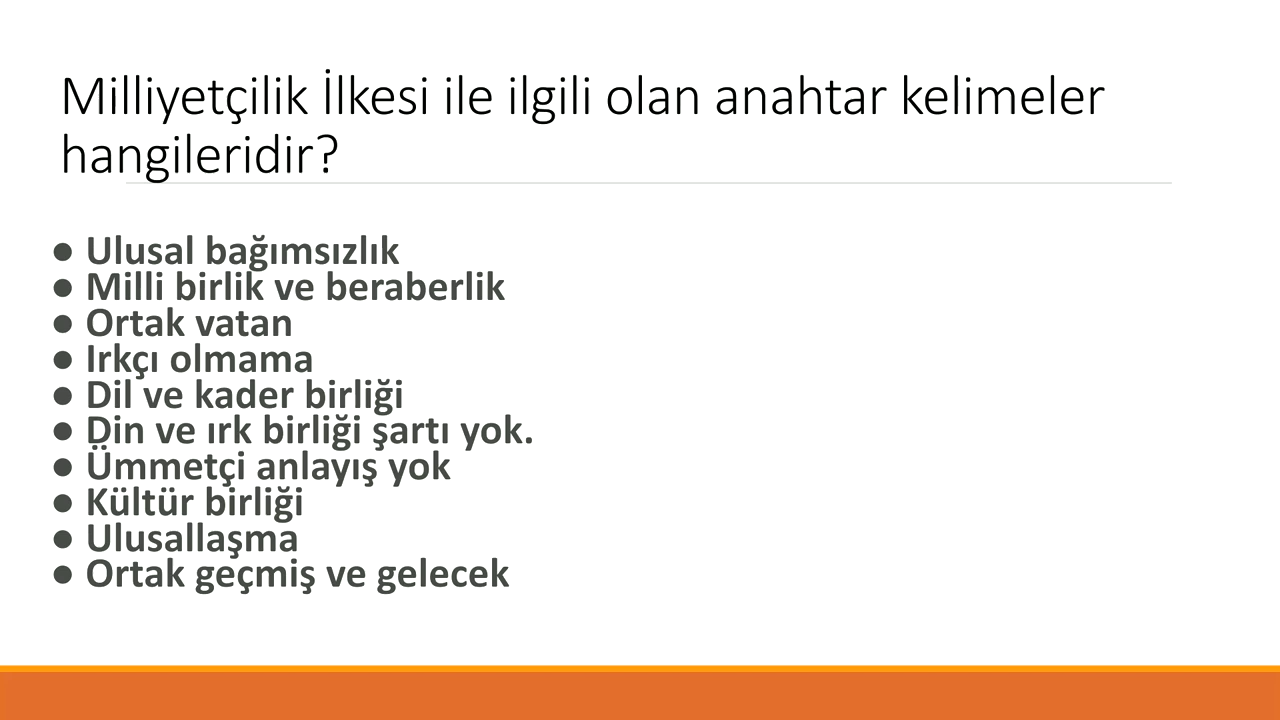 Milliyetçilik İlkesi ile ilgili olan anahtar kelimeler
hangileridir?
● Ulusal bağımsızlık
● Milli birlik ve beraberlik
● Ortak vatan
● Irkçı olmama
● Dil ve kader birliği
● Din ve ırk birliği şartı yok.
● Ümmetçi anlayış yok
● Kültür birliği
● Ulusallaşma
● Ortak geçmiş ve gelecek